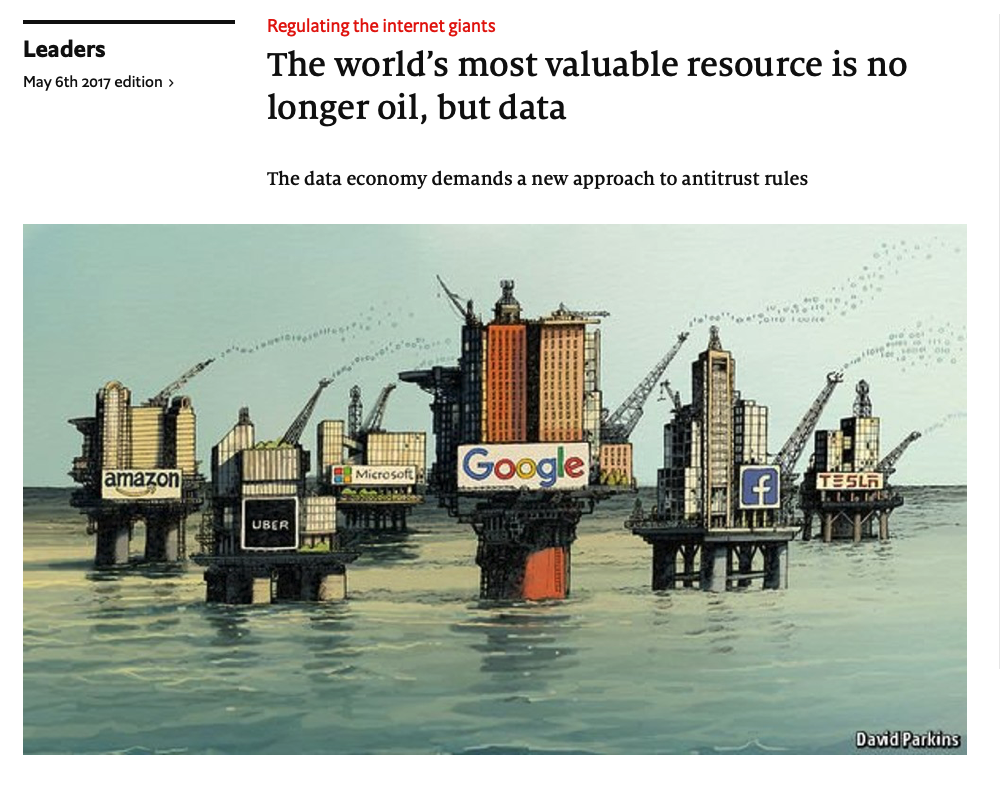 Leaders
May 6th 2017 edition >
Regulating the internet giants
The world's most valuable resource is no
longer oil, but data
The data economy demands a new approach to antitrust rules
amazon
UBER
Microsoft
Google
f
TESLA
David Parkins